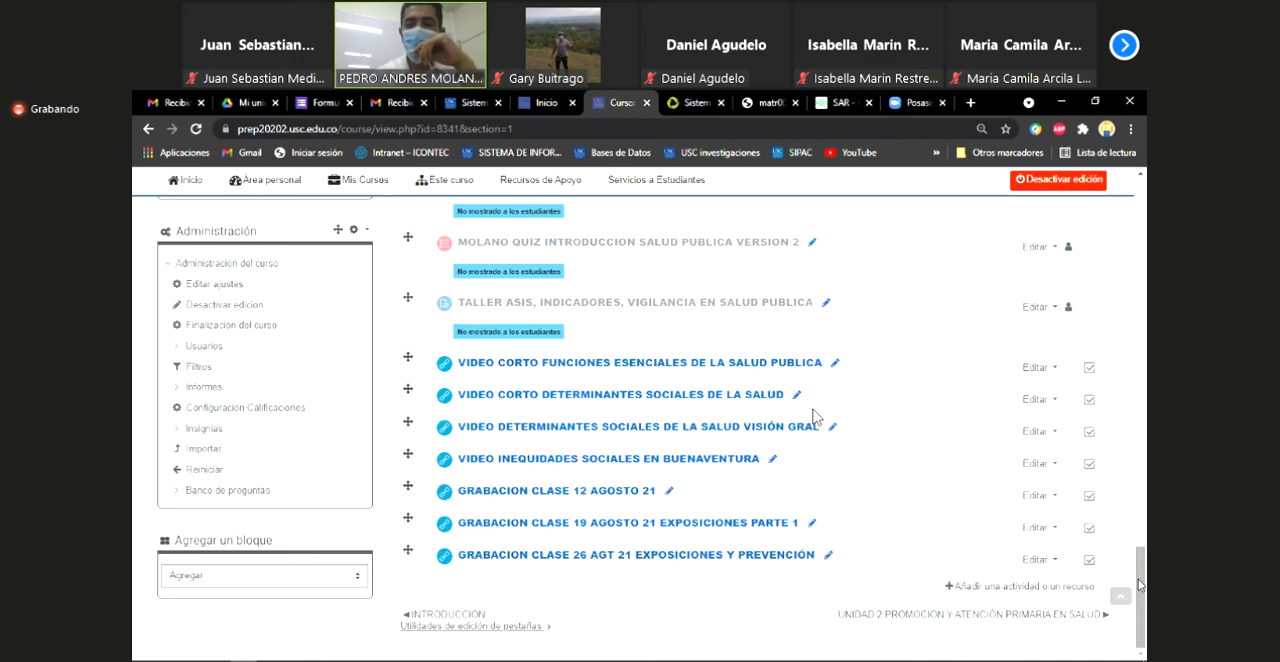 Juan Sebastian...
Daniel Agudelo
Isabella Marin R...
Maria Camila Ar...
Juan Sebastian Medi...
PEDRO ANDRES MOLAN...
Gary Buitrago
Daniel Agudelo
Isabella Marin Restre...
Maria Camila Arcila L...
Grabando
Recibi
Mi uni
Formu
Recibi
Sistem
Inicio
Curso:
Sistem
matr0
SAR -
Posas
prep20202.usc.edu.co/course/view.php?id=8341&section=1
Aplicaciones
Gmail
Iniciar sesión
Intranet – ICONTEC
SISTEMA DE INFOR...
Bases de Datos
USC investigaciones
SIPAC
YouTube
»
Otros marcadores
Lista de lectura
Inicio
Área personal
Mis Cursos
Este curso
Recursos de Apoyo
Servicios a Estudiantes
Desactivar edición
No mostrado a los estudiantes
Administración
MOLANO QUIZ INTRODUCCION SALUD PUBLICA VERSION 2
Editar
No mostrado a los estudiantes
Administración del curso
Editar ajustes
Desactivar edición
Finalización del curso
Usuarios
Filtros
Informes
Configuración Calificaciones
Insignias
Importar
Reiniciar
Banco de preguntas
TALLER ASIS, INDICADORES, VIGILANCIA EN SALUD PUBLICA
Editar
No mostrado a los estudiantes
VIDEO CORTO FUNCIONES ESENCIALES DE LA SALUD PUBLICA
Editar
VIDEO CORTO DETERMINANTES SOCIALES DE LA SALUD
Editar
VIDEO DETERMINANTES SOCIALES DE LA SALUD VISIÓN GRAL
Editar
VIDEO INEQUIDADES SOCIALES EN BUENAVENTURA
Editar
GRABACION CLASE 12 AGOSTO 21
Editar
GRABACION CLASE 19 AGOSTO 21 EXPOSICIONES PARTE 1
Editar
GRABACION CLASE 26 AGT 21 EXPOSICIONES Y PREVENCIÓN
Editar
Agregar un bloque
Agregar
Añadir una actividad o un recurso
◀INTRODUCCIÓN
UNIDAD 2 PROMOCIÓN Y ATENCIÓN PRIMARIA EN SALUD▶
Utilidades de edición de pestañas